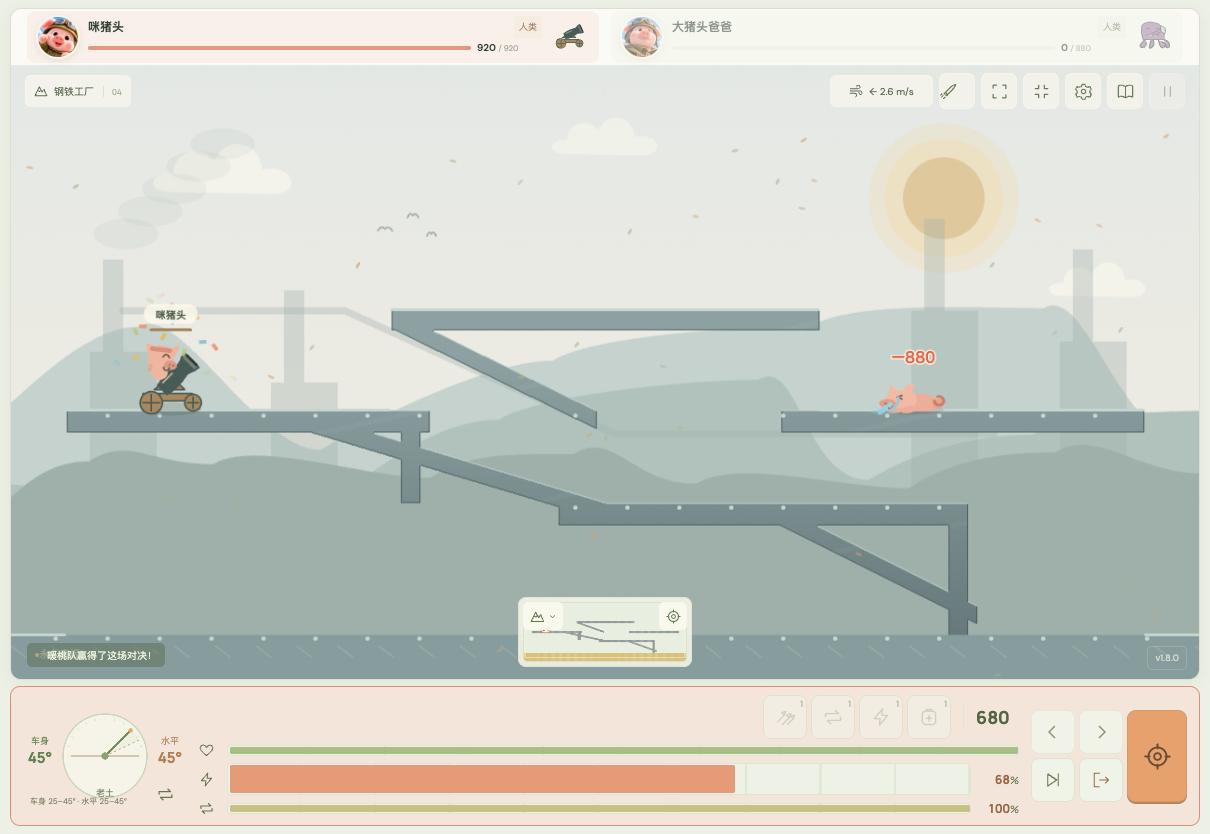 咪猪头
人类
920 / 920
大猪头爸爸
人类
0 / 880
钢铁工厂
04
← 2.6 m/s
咪猪头
−880
暖桃队赢得了这场对决!
v1.8.0
1
1
1
1
680
车身
45°
水平
45°
老土
车身 25–45° · 水平 25–45°
68%
100%